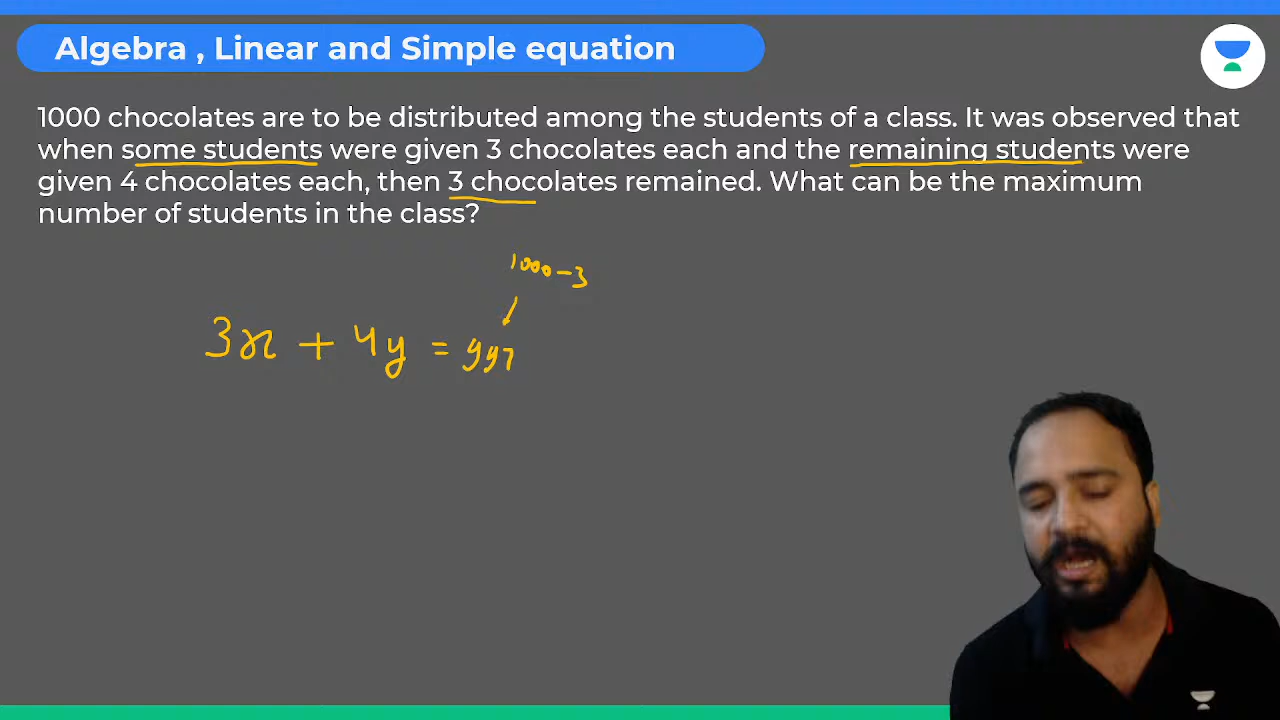 Algebra , Linear and Simple equation
1000 chocolates are to be distributed among the students of a class. It was observed that
when some students were given 3 chocolates each and the remaining students were
given 4 chocolates each, then 3 chocolates remained. What can be the maximum
number of students in the class?
1000-3
3x + 4y = 997